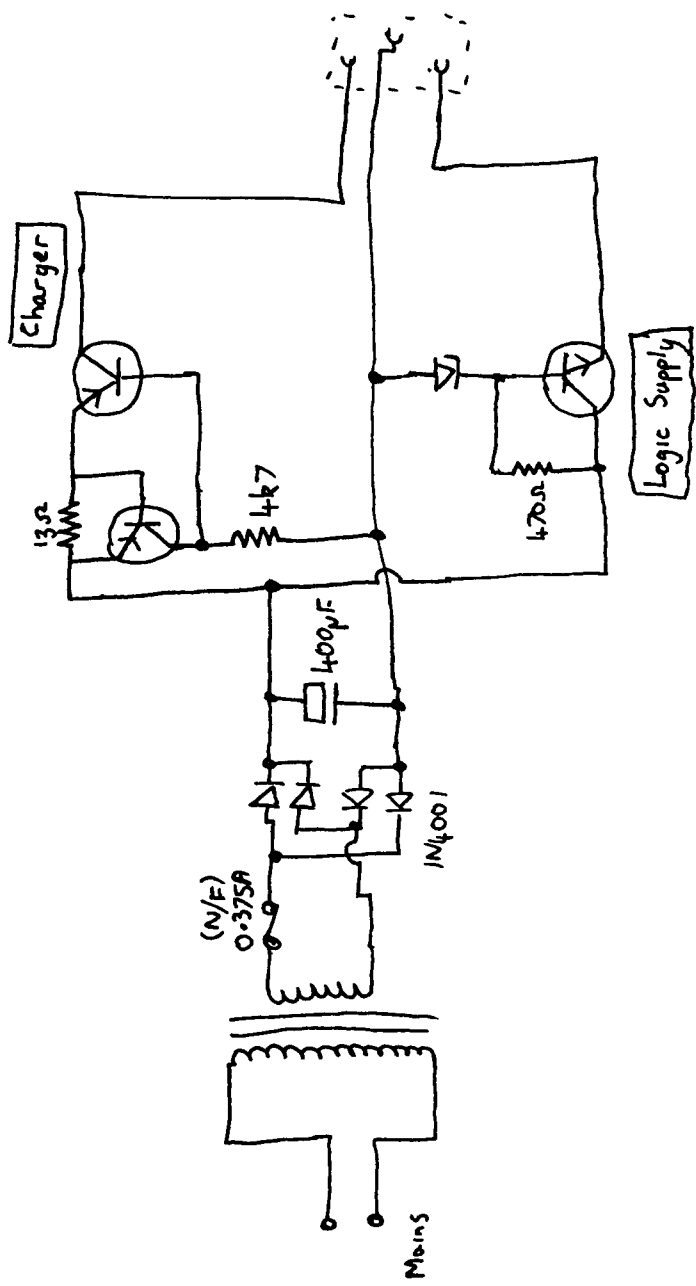 Mains
(N/F)
0.375A
1N4001
400µF
13Ω
4k7
470Ω
Charger
Logic Supply